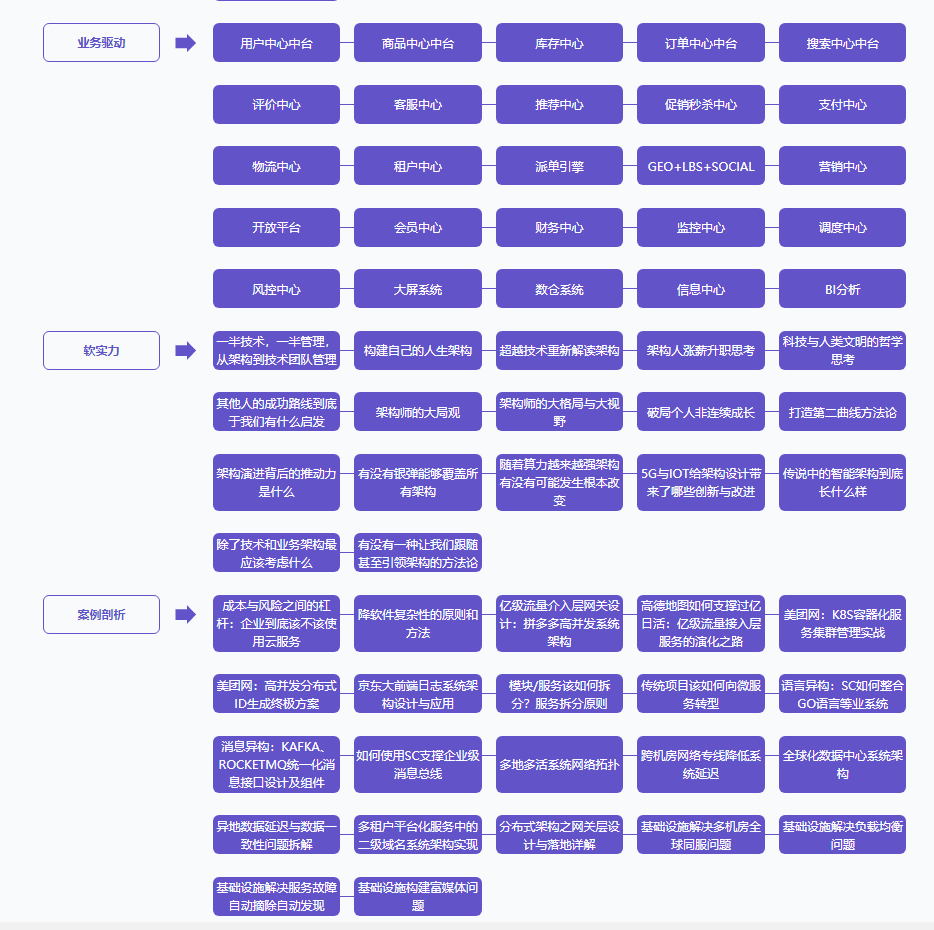 业务驱动
用户中心中台
商品中心中台
库存中心
订单中心中台
搜索中心中台
评价中心
客服中心
推荐中心
促销秒杀中心
支付中心
物流中心
租户中心
派单引擎
GEO+LBS+SOCIAL
营销中心
开放平台
会员中心
财务中心
监控中心
调度中心
风控中心
大屏系统
数仓系统
信息中心
BI分析
软实力
一半技术，一半管理，
从架构到技术团队管理
构建自己的人生架构
超越技术重新解读架构
架构人涨薪升职思考
科技与人类文明的哲学
思考
其他人的成功路线到底
于我们有什么启发
架构师的大局观
架构师的大格局与大视
野
破局个人非连续成长
打造第二曲线方法论
架构演进背后的推动力
是什么
有没有银弹能够覆盖所
有架构
随着算力越来越强架构
有没有可能发生根本改
变
5G与IOT给架构设计带
来了哪些创新与改进
传说中的智能架构到底
长什么样
除了技术和业务架构最
应该考虑什么
有没有一种让我们跟随
甚至引领架构的方法论
案例剖析
成本与风险之间的杠
杆：企业到底该不该使
用云服务
降软件复杂性的原则和
方法
亿级流量介入层网关设
计：拼多多高并发系统
架构
高德地图如何支撑过亿
日活：亿级流量接入层
服务的演化之路
美团网：K8S容器化服
务集群管理实战
美团网：高并发分布式
ID生成终极方案
京东大前端日志系统架
构设计与应用
模块/服务该如何拆
分？服务拆分原则
传统项目该如何向微服
务转型
语言异构：SC如何整合
GO语言等业系统
消息异构：KAFKA、
ROCKETMQ统一化消
息接口设计及组件
如何使用SC支撑企业级
消息总线
多地多活系统网络拓扑
跨机房网络专线降低系
统延迟
全球化数据中心系统架
构
异地数据延迟与数据一
致性问题拆解
多租户平台化服务中的
二级域名系统架构实现
分布式架构之网关层设
计与落地详解
基础设施解决多机房全
球同服问题
基础设施解决负载均衡
问题
基础设施解决服务故障
自动摘除自动发现
基础设施构建富媒体问
题